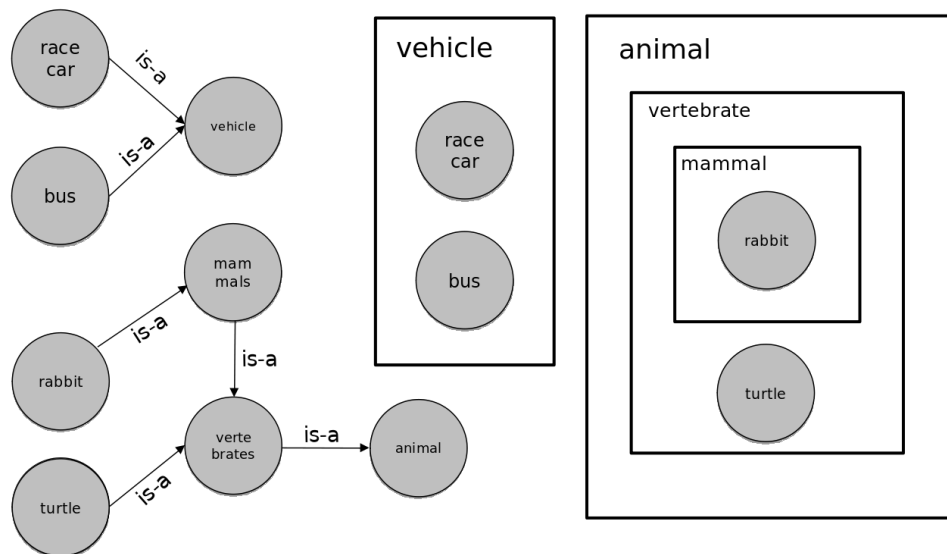 race
car
is-a
vehicle
is-a
bus
mam
mals
is-a
rabbit
is-a
verte
brates
is-a
animal
is-a
turtle
vehicle
race
car
bus
animal
vertebrate
mammal
rabbit
turtle